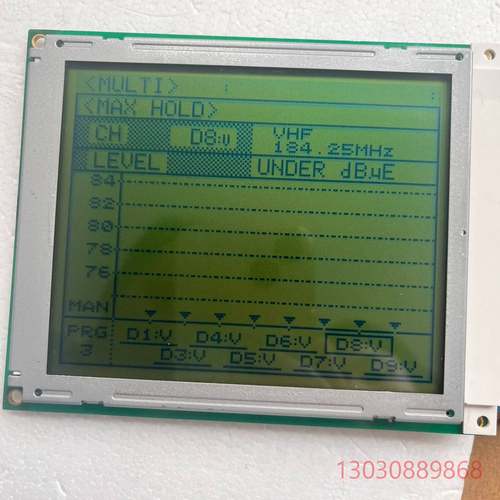 <MULTI> :
<MAX HOLD>
CH D8:V VHF
184.25MHz
LEVEL UNDER dBμE
84
82
80
78
76
MAN
PRG
3
D1:V D4:V D6:V D8:V
D3:V D5:V D7:V D9:V
13030889868